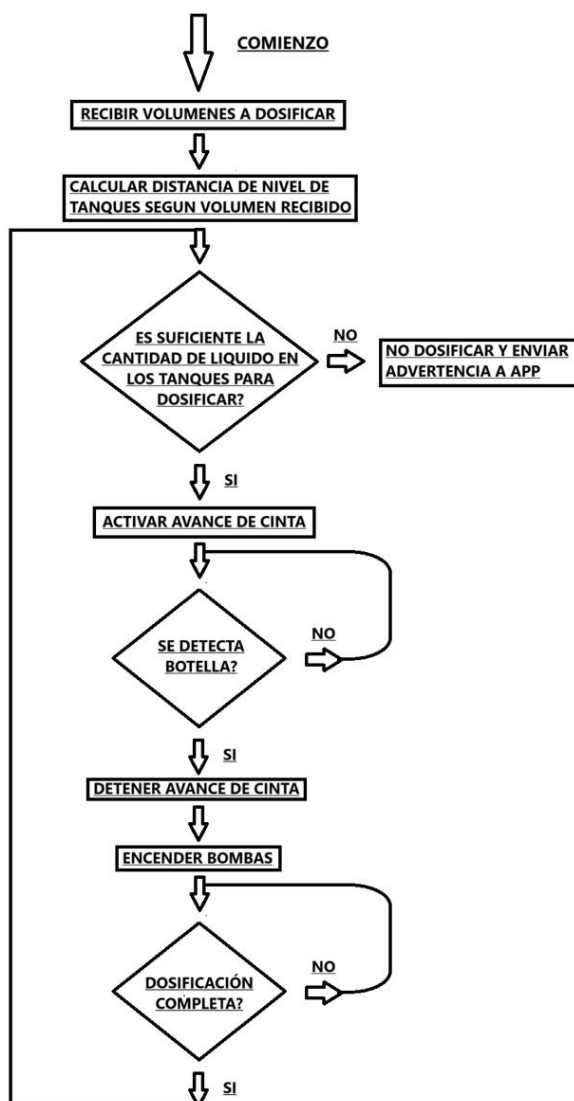 COMIENZO
RECIBIR VOLUMENES A DOSIFICAR
CALCULAR DISTANCIA DE NIVEL DE
TANQUES SEGUN VOLUMEN RECIBIDO
ES SUFICIENTE LA
CANTIDAD DE LIQUIDO EN
LOS TANQUES PARA
DOSIFICAR?
NO
NO DOSIFICAR Y ENVIAR
ADVERTENCIA A APP
SI
ACTIVAR AVANCE DE CINTA
SE DETECTA
BOTELLA?
NO
SI
DETENER AVANCE DE CINTA
ENCENDER BOMBAS
DOSIFICACIÓN
COMPLETA?
NO
SI